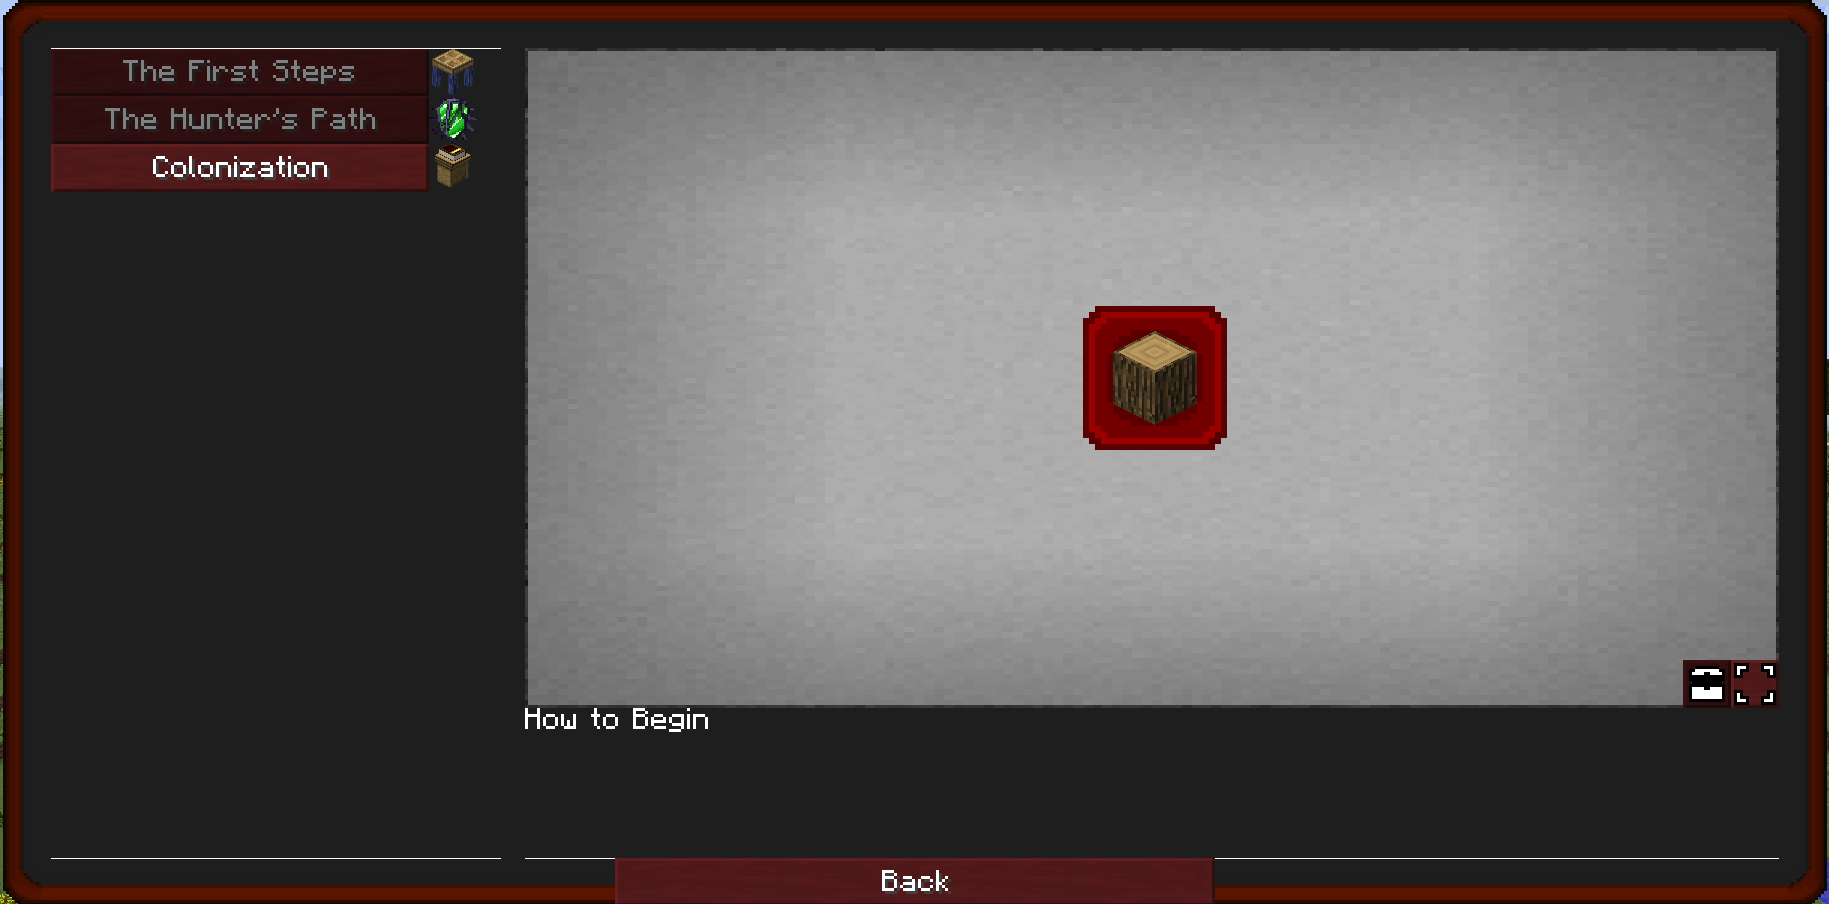 The First Steps
The Hunter's Path
Colonization
How to Begin
Back